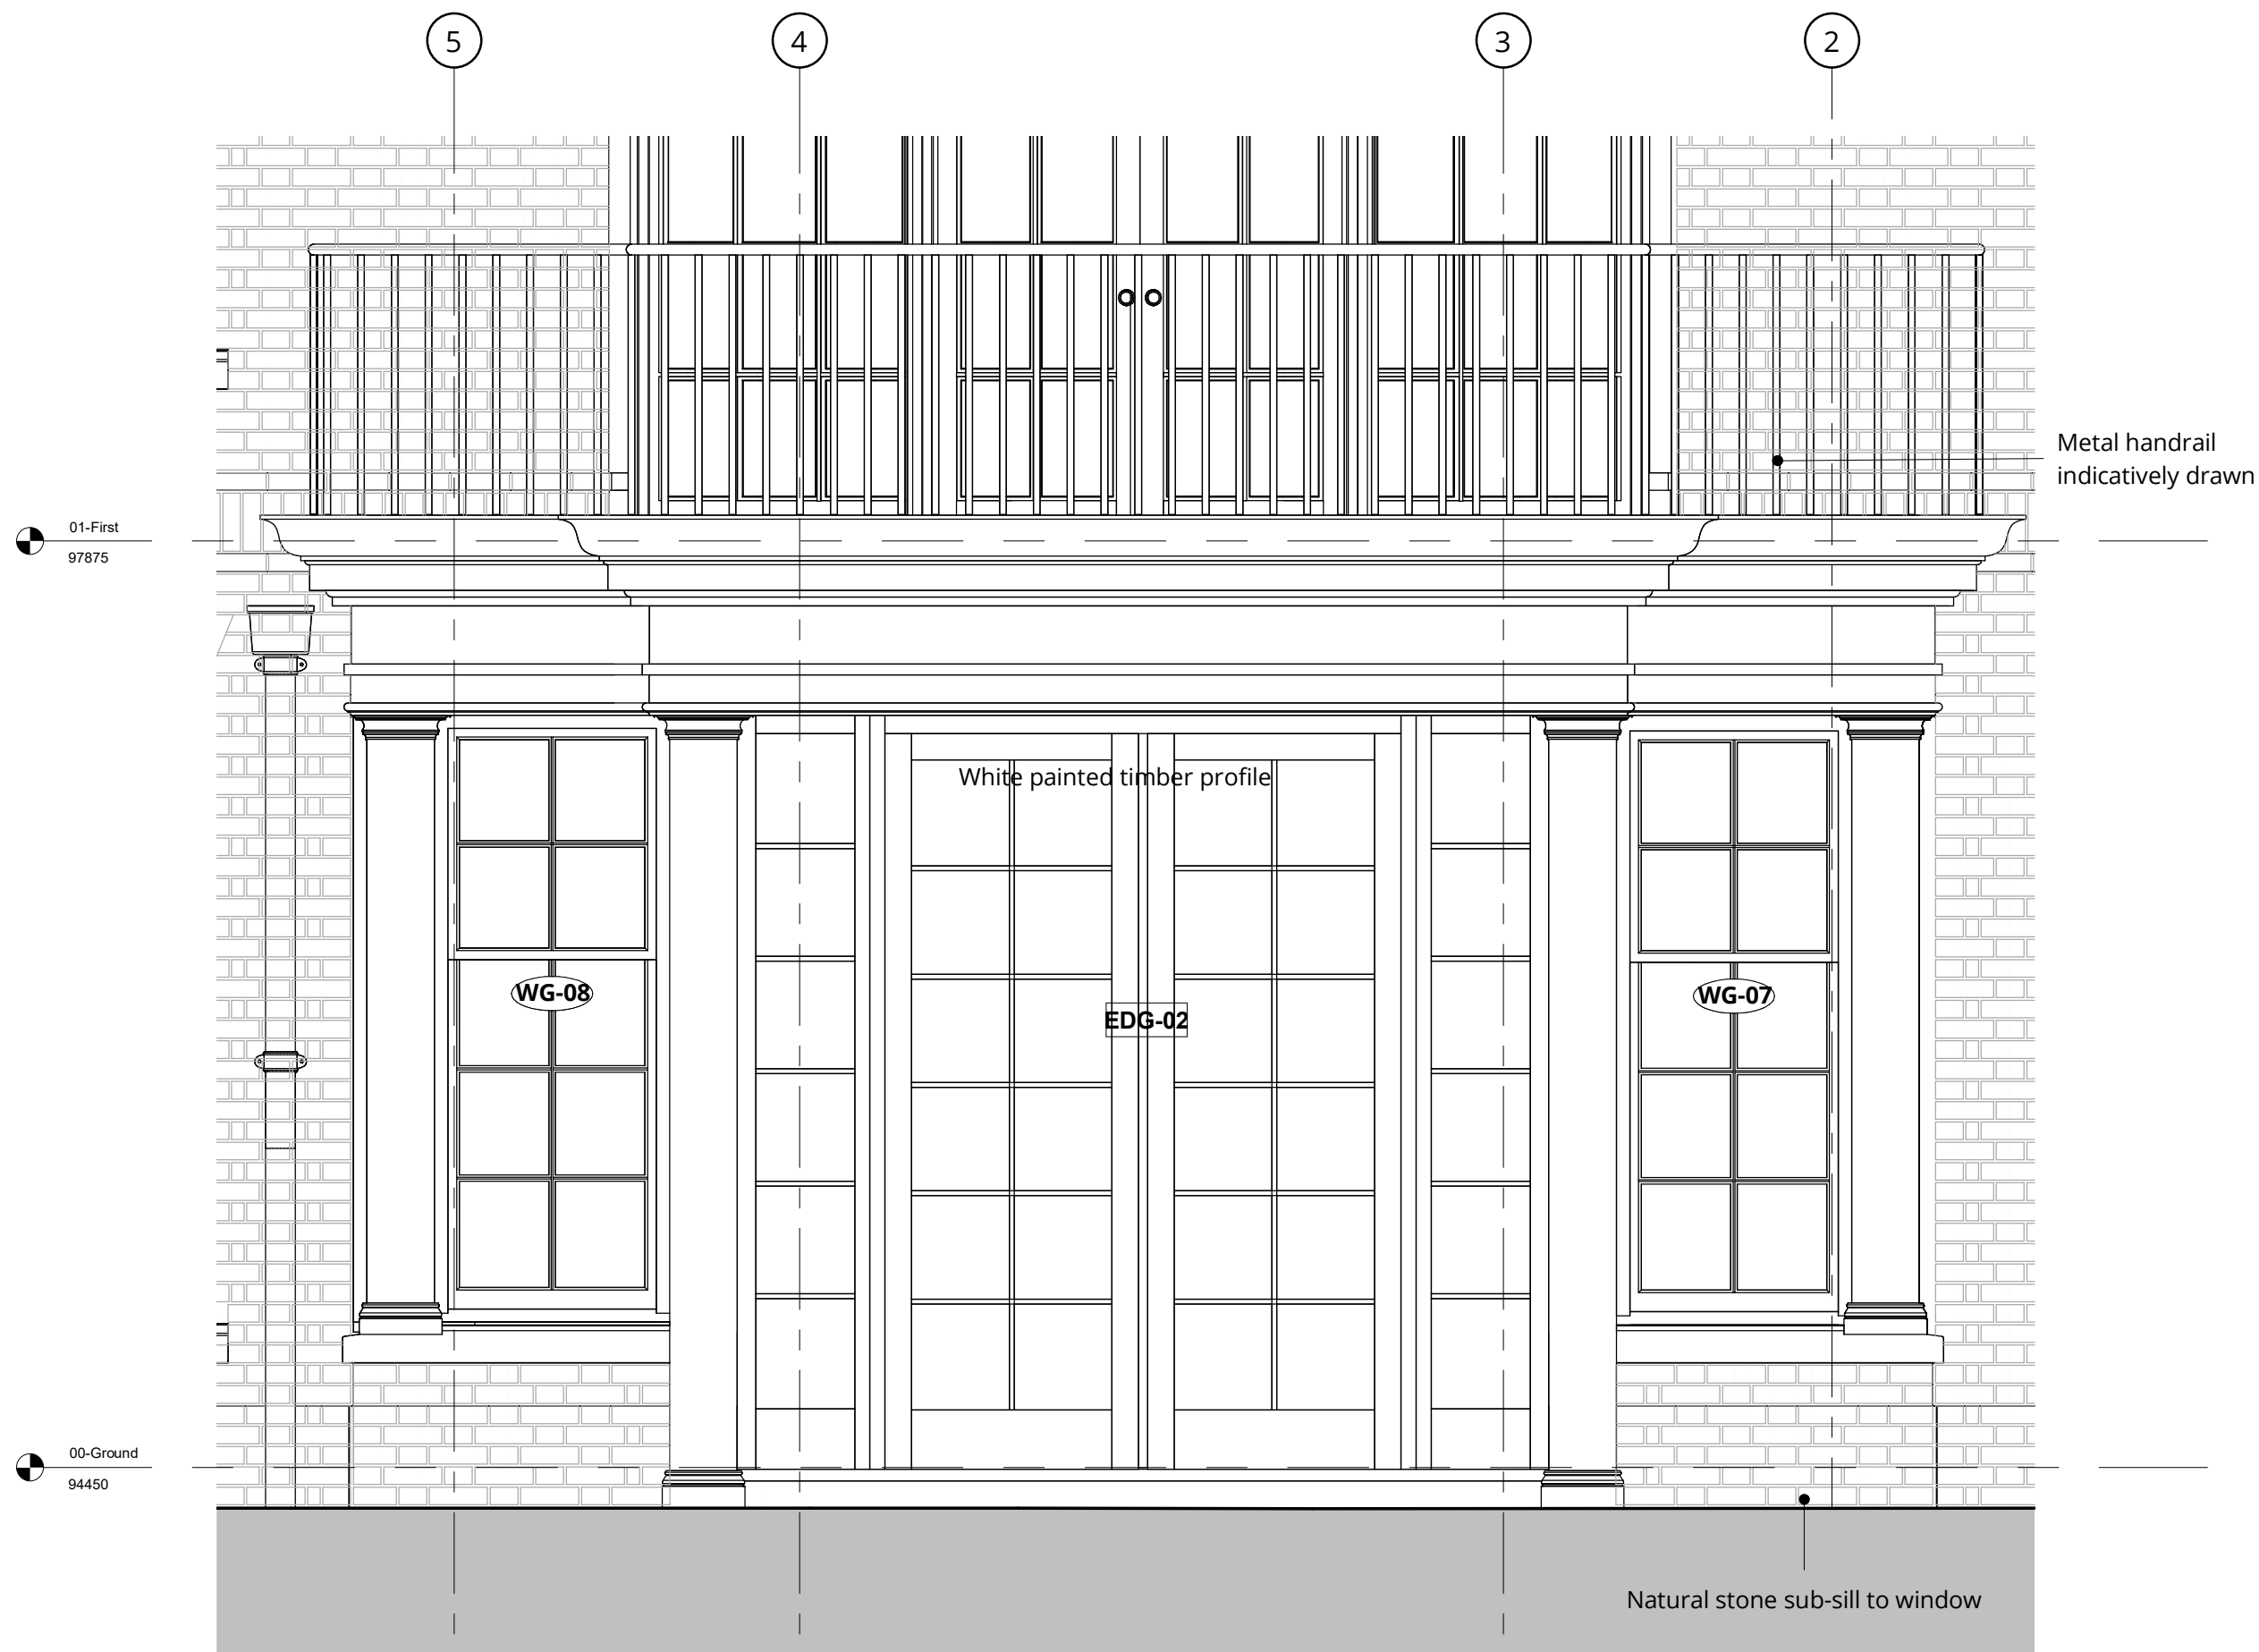 5
4
3
2
Metal handrail
indicatively drawn
01-First
97875
White painted timber profile
WG-08
WG-07
EDG-02
00-Ground
94450
Natural stone sub-sill to window